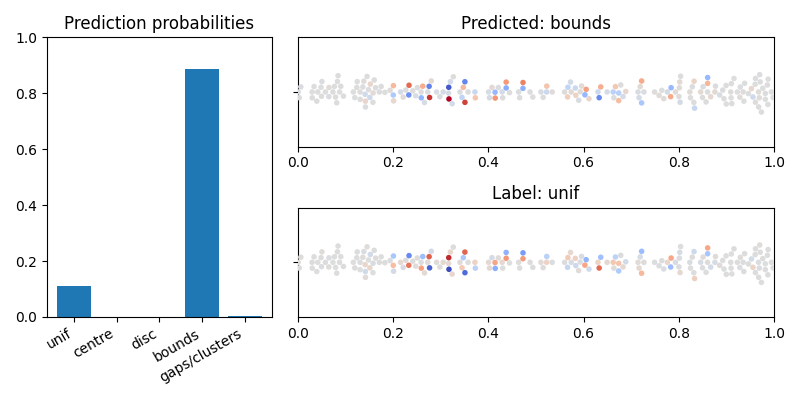 Prediction probabilities
1.0
0.8
0.6
0.4
0.2
0.0
unif
centre
disc
bounds
gaps/clusters
Predicted: bounds
0.0 0.2 0.4 0.6 0.8 1.0
Label: unif
0.0 0.2 0.4 0.6 0.8 1.0